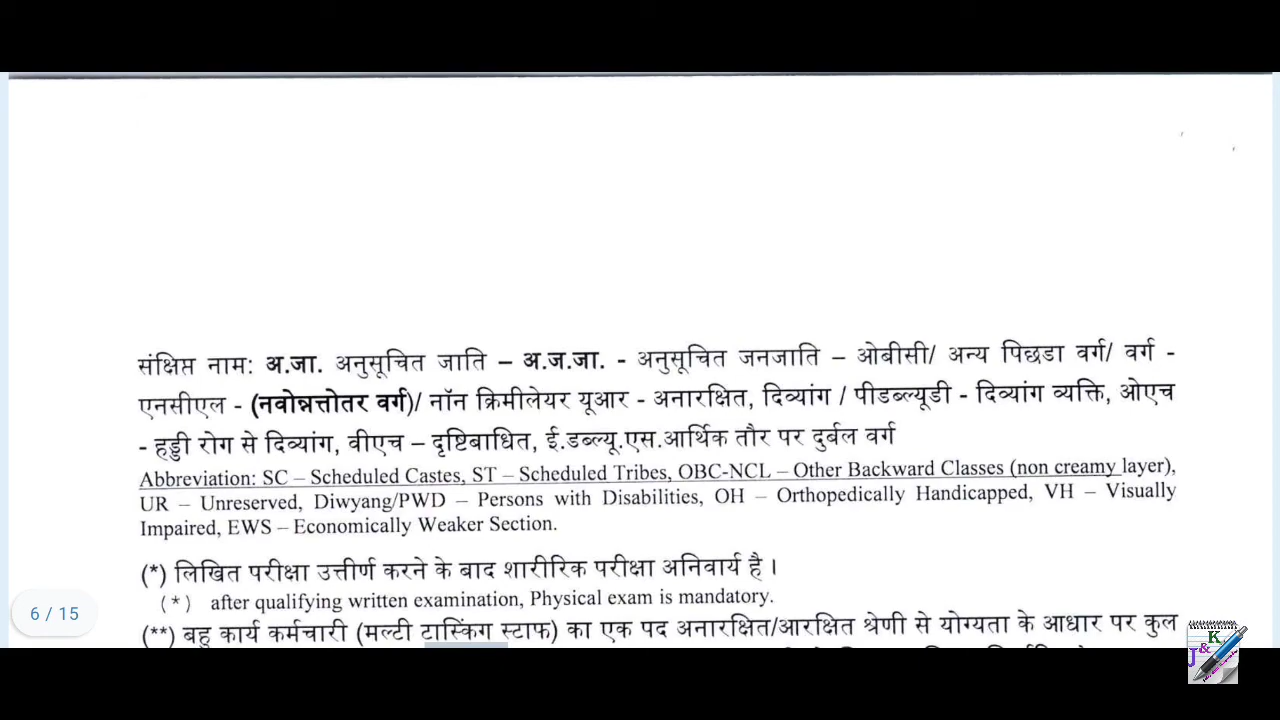 संक्षिप्त नाम: अ.जा. अनुसूचित जाति – अ.ज.जा. - अनुसूचित जनजाति – ओबीसी/ अन्य पिछडा वर्ग/ वर्ग -
एनसीएल - (नवोन्नत्तोतर वर्ग)/ नॉन क्रिमीलेयर यूआर - अनारक्षित, दिव्यांग / पीडब्ल्यूडी - दिव्यांग व्यक्ति, ओएच
- हड्डी रोग से दिव्यांग, वीएच – दृष्टिबाधित, ई.डब्ल्यू.एस.आर्थिक तौर पर दुर्बल वर्ग
Abbreviation: SC – Scheduled Castes, ST – Scheduled Tribes, OBC-NCL – Other Backward Classes (non creamy layer),
UR – Unreserved, Diwyang/PWD – Persons with Disabilities, OH – Orthopedically Handicapped, VH – Visually
Impaired, EWS – Economically Weaker Section.
(*) लिखित परीक्षा उत्तीर्ण करने के बाद शारीरिक परीक्षा अनिवार्य है ।
(*) after qualifying written examination, Physical exam is mandatory.
6 / 15
(**) बहु कार्य कर्मचारी (मल्टी टास्किंग स्टाफ) का एक पद अनारक्षित/आरक्षित श्रेणी से योग्यता के आधार पर कुल
J&K